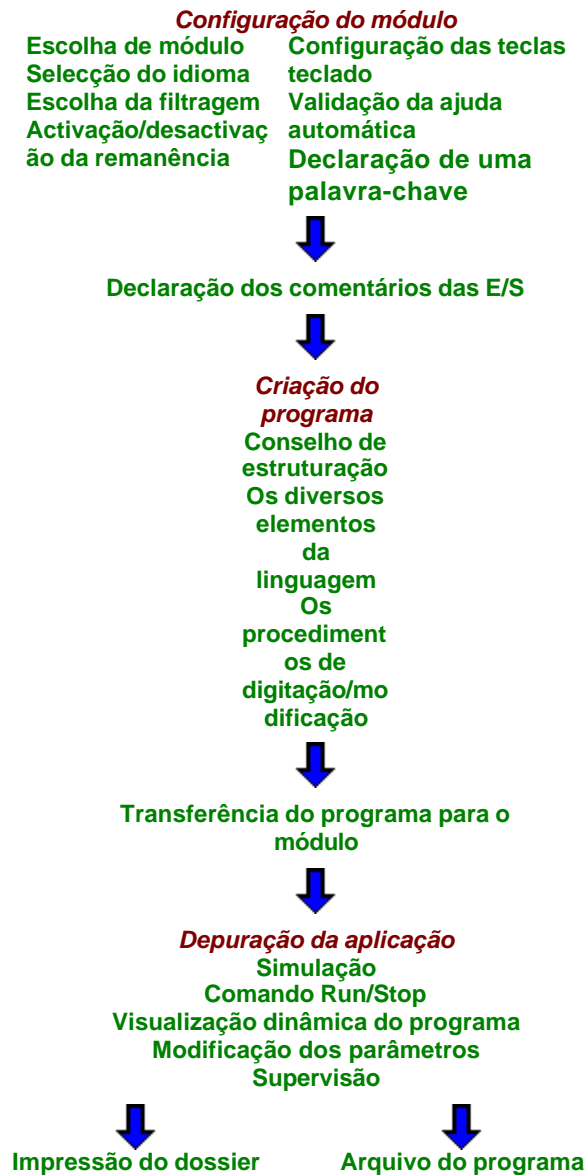 Configuração do módulo
Escolha de módulo
Selecção do idioma
Escolha da filtragem
Activação/desactivaç
ão da remanência
Configuração das teclas
teclado
Validação da ajuda
automática
Declaração de uma
palavra-chave
Declaração dos comentários das E/S
Criação do
programa
Conselho de
estruturação
Os diversos
elementos
da
linguagem
Os
procediment
os de
digitação/mo
dificação
Transferência do programa para o
módulo
Depuração da aplicação
Simulação
Comando Run/Stop
Visualização dinâmica do programa
Modificação dos parâmetros
Supervisão
Impressão do dossier
Arquivo do programa